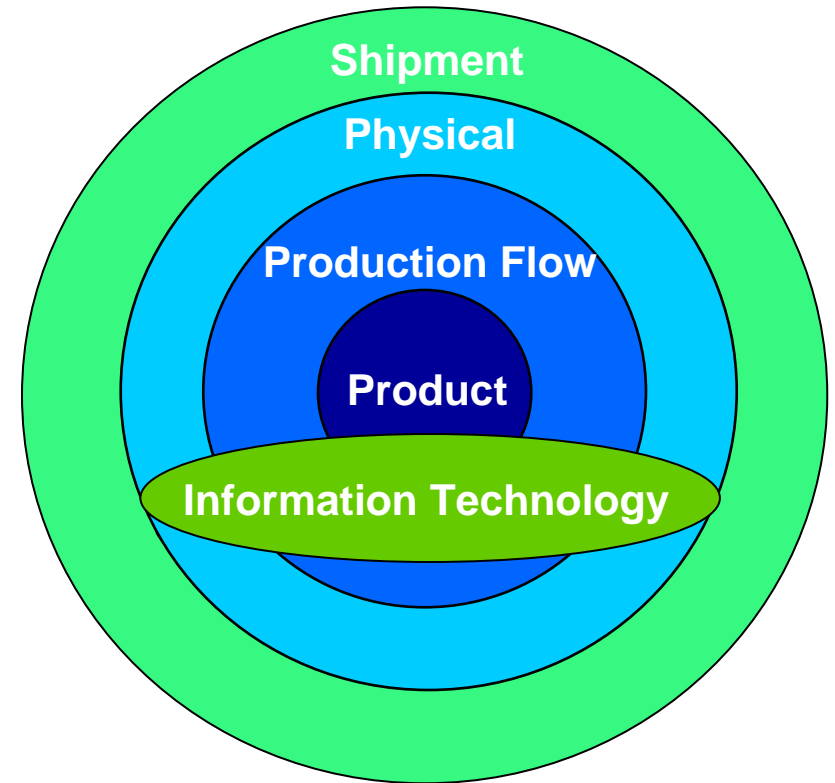 Shipment
Physical
Production Flow
Product
Information Technology